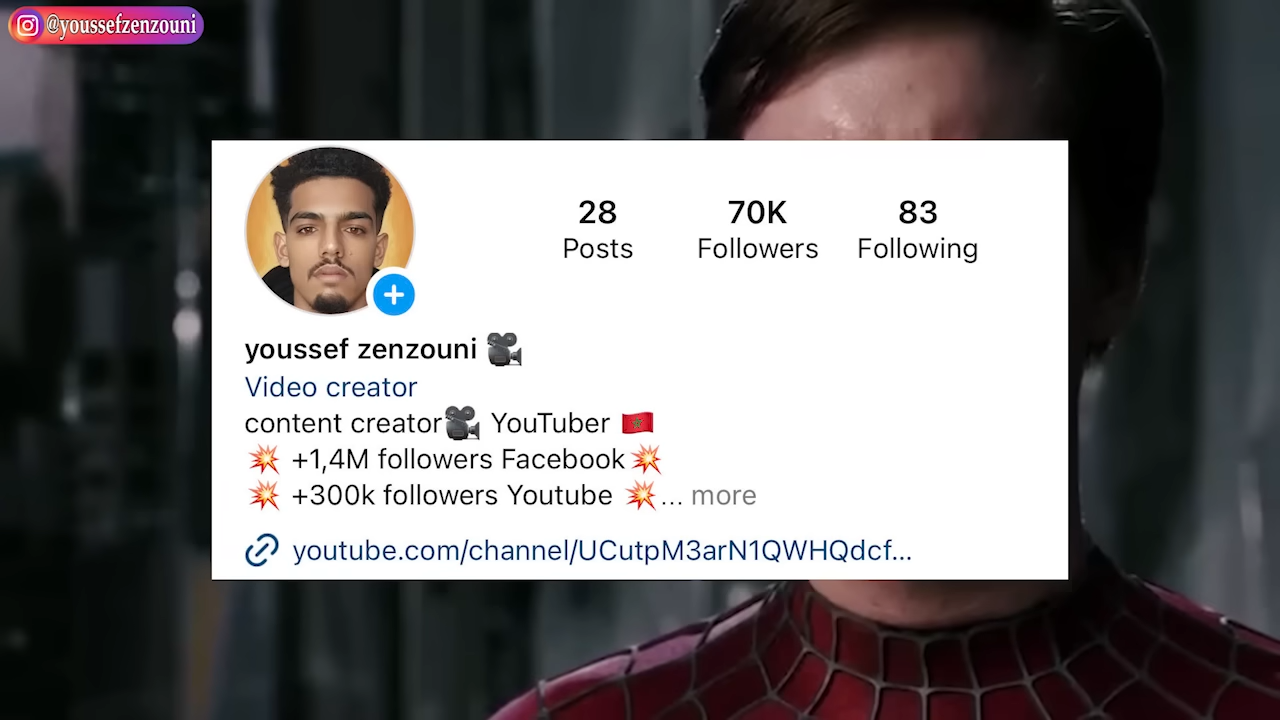 @youssefzenzouni
28 70K 83
Posts Followers Following
youssef zenzouni 🎥
Video creator
content creator🎥 YouTuber 🇲🇦
💥 +1,4M followers Facebook💥
💥 +300k followers Youtube 💥... more
youtube.com/channel/UCutpM3arN1QWHQdcf...